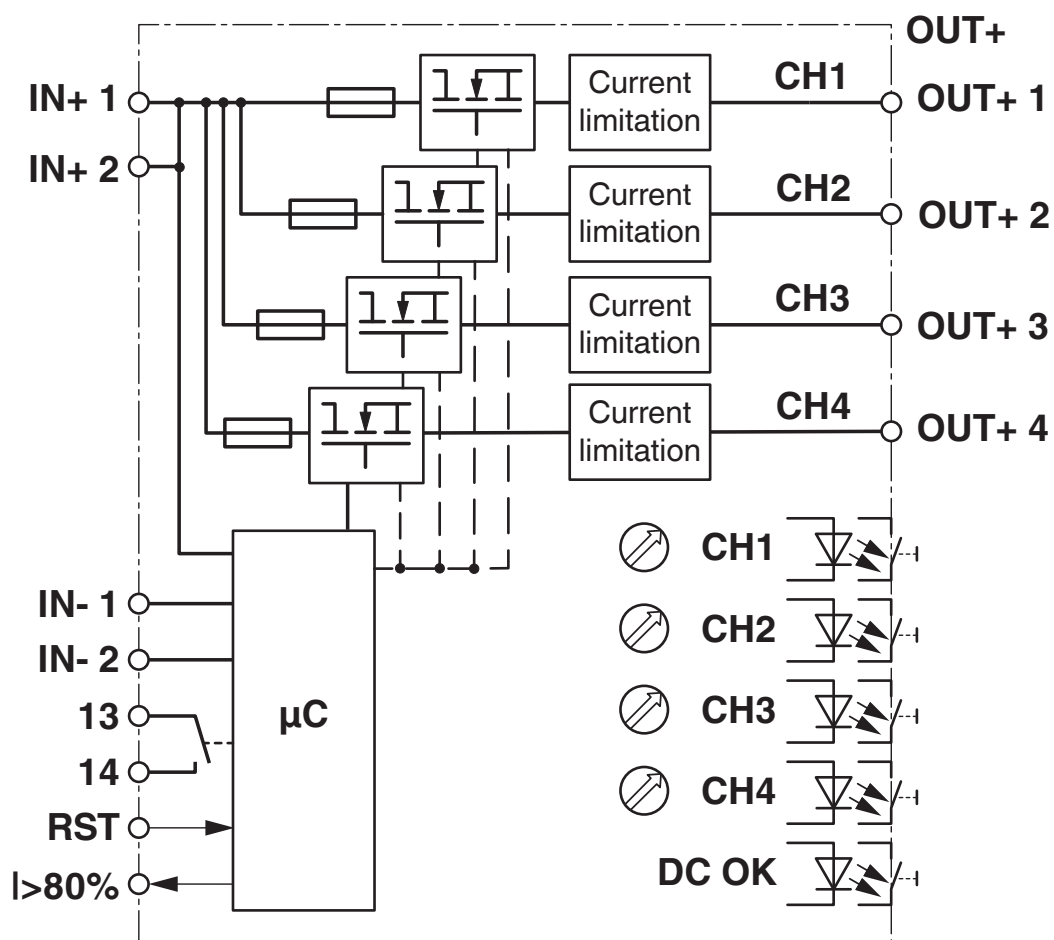 OUT+
IN+ 1
Current
limitation
CH1
OUT+ 1
IN+ 2
Current
limitation
CH2
OUT+ 2
Current
limitation
CH3
OUT+ 3
Current
limitation
CH4
OUT+ 4
CH1
IN- 1
CH2
IN- 2
µC
13
CH3
14
CH4
RST
I>80%
DC OK